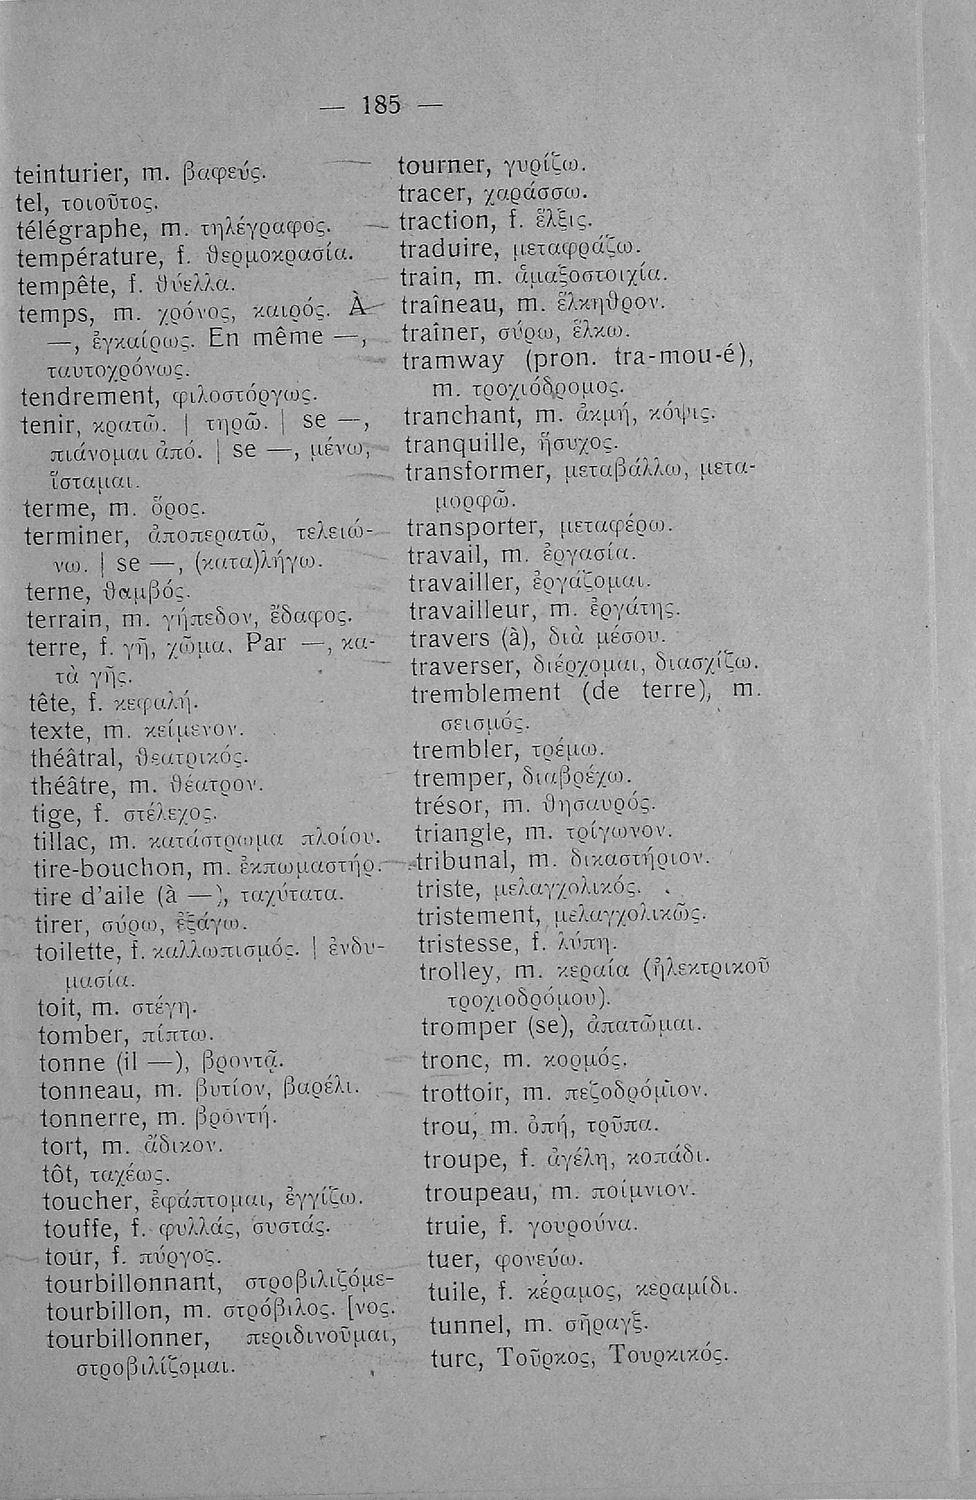 — 185 —
teinturier, m. βαφεύς.
tel, τοιοῦτος.
télégraphe, m. τηλέγραφος.
température, f. θερμοκρασία.
tempête, f. θύελλα.
temps, m. χρόνος, καιρός. À
—, ἐγκαίρως. En même —,
ταυτοχρόνως.
tendrement, φιλοστόργως.
tenir, κρατῶ. | τηρῶ. | se —,
πιάνομαι ἀπό. | se —, μένω,
ἵσταμαι.
terme, m. ὅρος.
terminer, ἀποπερατῶ, τελειώ-
νω. | se —, (κατα)λήγω.
terne, θαμβός.
terrain, m. γήπεδον, ἔδαφος.
terre, f. γῆ, χῶμα. Par —, κα-
τὰ γῆς.
tête, f. κεφαλή.
texte, m. κείμενον.
théâtral, θεατρικός.
théâtre, m. θέατρον.
tige, f. στέλεχος.
tillac, m. κατάστρωμα πλοίου.
tire-bouchon, m. ἐκπωμαστήρ.
tire d'aile (à —), ταχύτατα.
tirer, σύρω, ἐξάγω.
toilette, f. καλλωπισμός. | ἐνδυ-
μασία.
toit, m. στέγη.
tomber, πίπτω.
tonne (il —), βροντᾷ.
tonneau, m. βυτίον, βαρέλι.
tonnerre, m. βροντή.
tort, m. ἄδικον.
tôt, ταχέως.
toucher, ἐφάπτομαι, ἐγγίζω.
touffe, f. φυλλάς, συστάς.
tour, f. πύργος.
tourbillonnant, στροβιλιζόμε-
tourbillon, m. στρόβιλος. [νος.
tourbillonner, περιδινοῦμαι,
στροβιλίζομαι.
tourner, γυρίζω.
tracer, χαράσσω.
traction, f. ἕλξις.
traduire, μεταφράζω.
train, m. ἁμαξοστοιχία.
traîneau, m. ἕλκηθρον.
traîner, σύρω, ἕλκω.
tramway (pron. tra-mou-é),
m. τροχιόδρομος.
tranchant, m. ἀκμή, κόψις.
tranquille, ἥσυχος.
transformer, μεταβάλλω, μετα-
μορφῶ.
transporter, μεταφέρω.
travail, m. ἐργασία.
travailler, ἐργάζομαι.
travailleur, m. ἐργάτης.
travers (à), διὰ μέσου.
traverser, διέρχομαι, διασχίζω.
tremblement (de terre), m.
σεισμός.
trembler, τρέμω.
tremper, διαβρέχω.
trésor, m. θησαυρός.
triangle, m. τρίγωνον.
tribunal, m. δικαστήριον.
triste, μελαγχολικός.
tristement, μελαγχολικῶς.
tristesse, f. λύπη.
trolley, m. κεραία (ἠλεκτρικοῦ
τροχιοδρόμου).
tromper (se), ἀπατῶμαι.
tronc, m. κορμός.
trottoir, m. πεζοδρόμιον.
trou, m. ὀπή, τρῦπα.
troupe, f. ἀγέλη, κοπάδι.
troupeau, m. ποίμνιον.
truie, f. γουρούνα.
tuer, φονεύω.
tuile, f. κέραμος, κεραμίδι.
tunnel, m. σῆραγξ.
turc, Τοῦρκος, Τουρκικός.